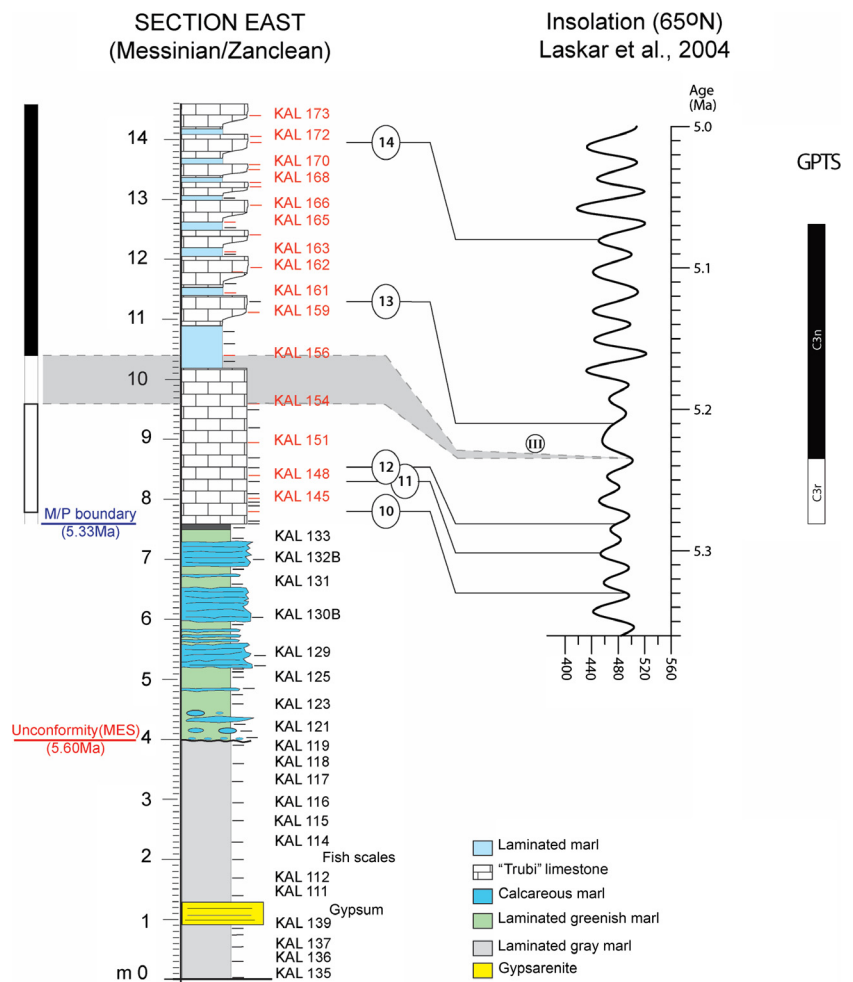 SECTION EAST
(Messinian/Zanclean)
Insolation (65ºN)
Laskar et al., 2004
Age
(Ma)
GPTS
14
13
12
11
10
9
8
7
6
5
4
3
2
1
m 0
KAL 173
KAL 172
KAL 170
KAL 168
KAL 166
KAL 165
KAL 163
KAL 162
KAL 161
KAL 159
KAL 156
KAL 154
KAL 151
KAL 148
KAL 145
KAL 133
KAL 132B
KAL 131
KAL 130B
KAL 129
KAL 125
KAL 123
KAL 121
KAL 119
KAL 118
KAL 117
KAL 116
KAL 115
KAL 114
Fish scales
KAL 112
KAL 111
Gypsum
KAL 139
KAL 137
KAL 136
KAL 135
M/P boundary
(5.33Ma)
Unconformity(MES)
(5.60Ma)
14
13
12
11
10
III
5.0
5.1
5.2
5.3
400
440
480
520
560
C3n
C3r
Laminated marl
“Trubi” limestone
Calcareous marl
Laminated greenish marl
Laminated gray marl
Gypsarenite